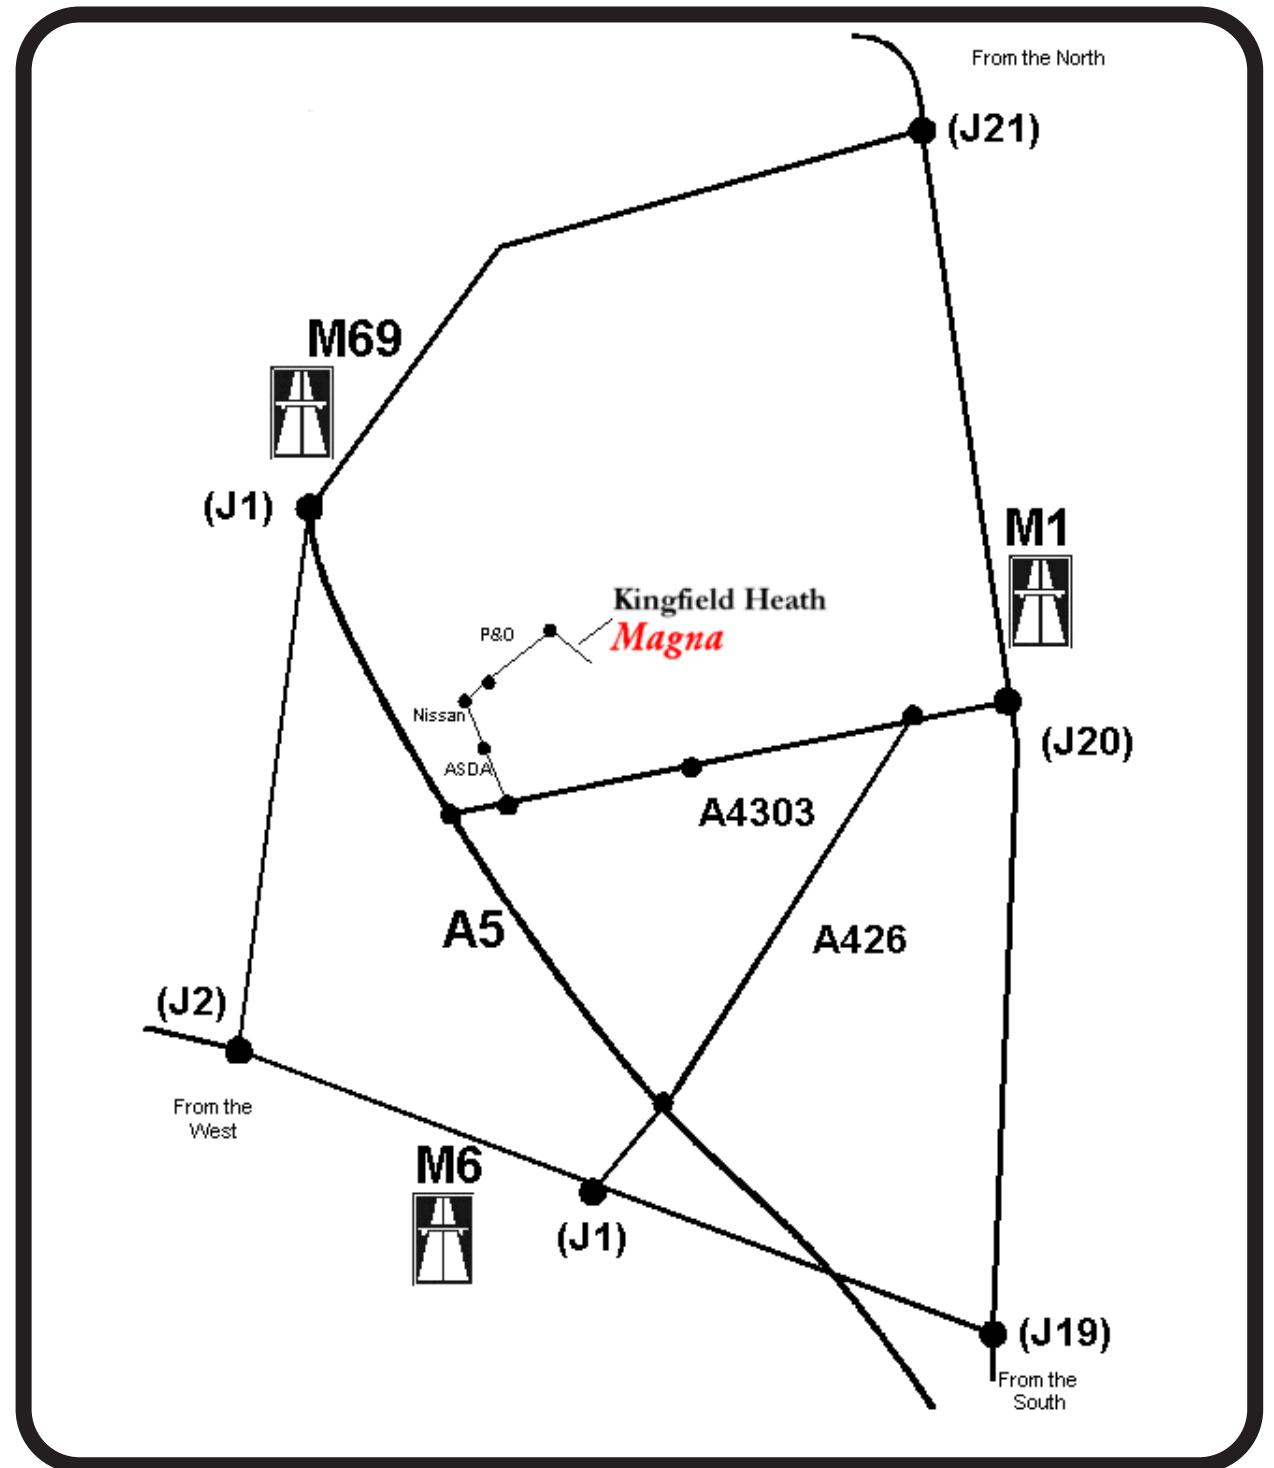 From the North
(J21)
M69
(J1)
M1
Kingfield Heath
Magna
P&O
Nissan
(J20)
ASDA
A4303
A5
A426
(J2)
From the
West
M6
(J1)
(J19)
From the
South